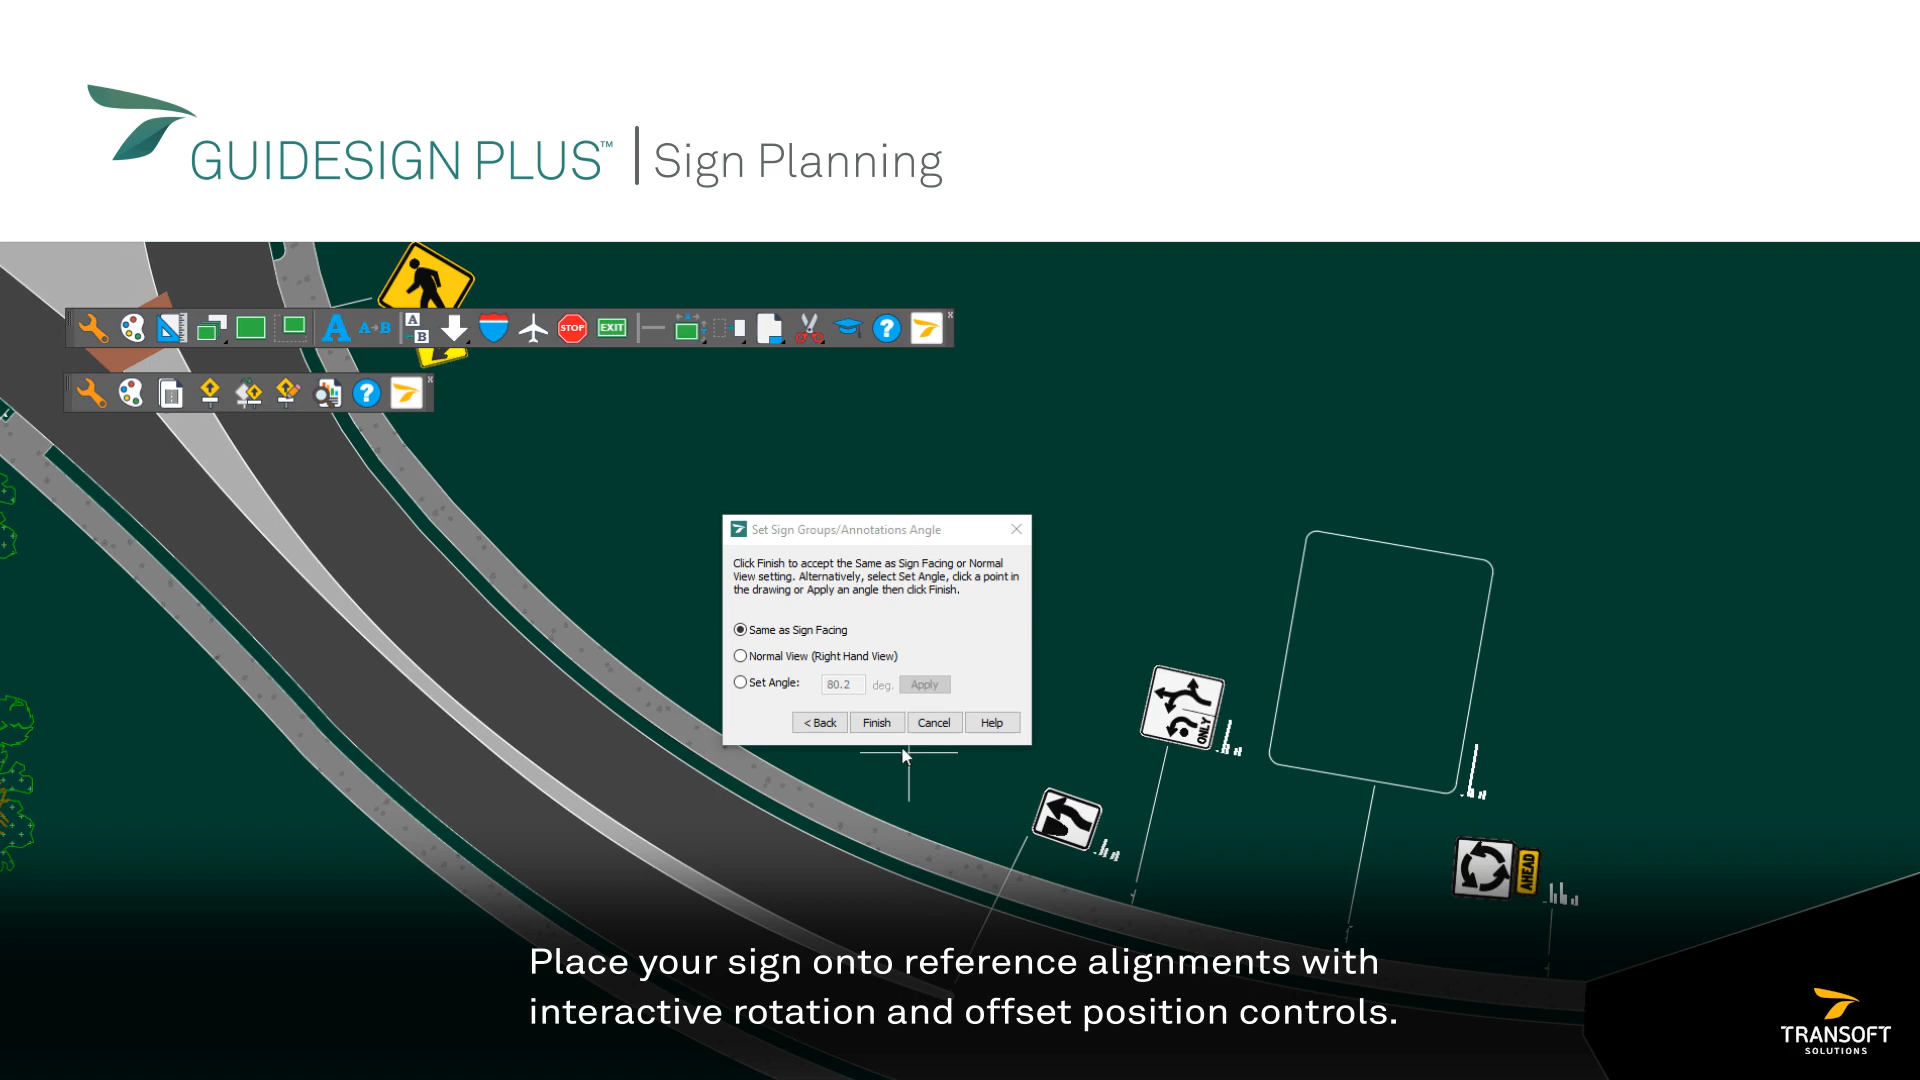 GUIDESIGN PLUS™ | Sign Planning
A A→B A B STOP EXIT ?
?
Set Sign Groups/Annotations Angle
Click Finish to accept the Same as Sign Facing or Normal
View setting. Alternatively, select Set Angle, click a point in
the drawing or Apply an angle then click Finish.
Same as Sign Facing
Normal View (Right Hand View)
Set Angle: 80.2 deg. Apply
< Back Finish Cancel Help
ONLY
AHEAD
Place your sign onto reference alignments with
interactive rotation and offset position controls.
TRANSOFT
SOLUTIONS